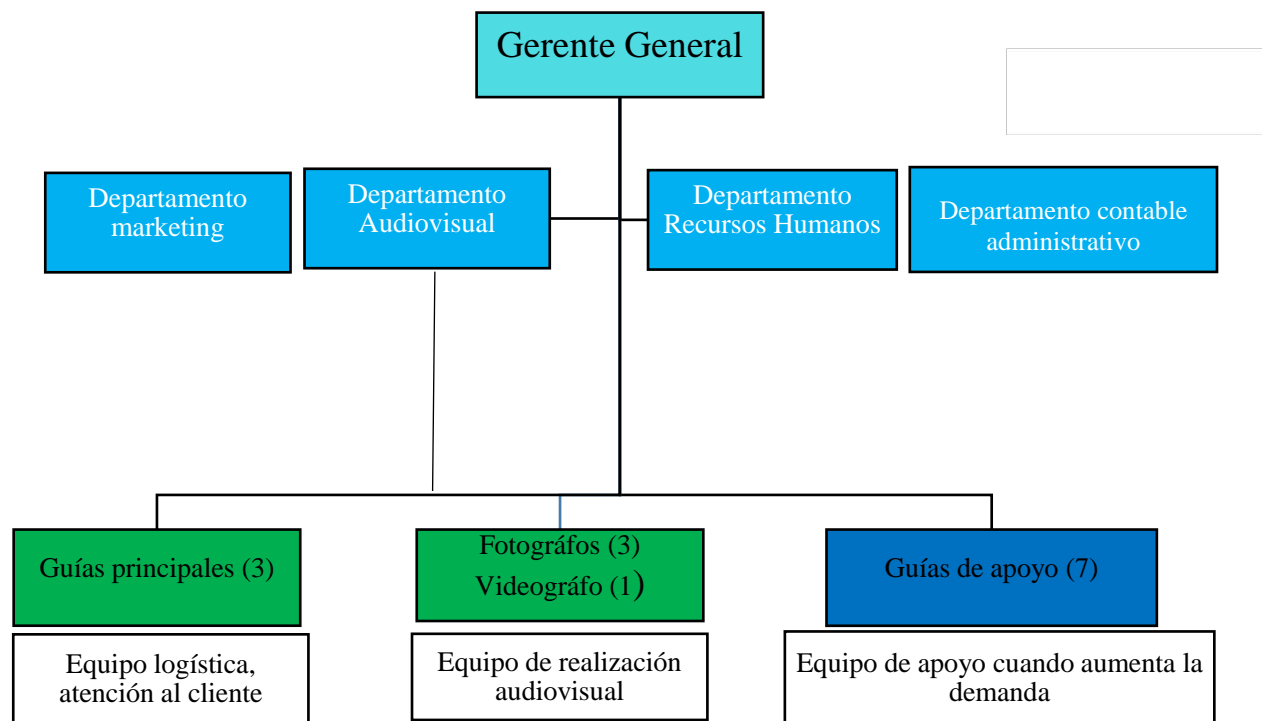 Gerente General
Departamento
marketing
Departamento
Audiovisual
Departamento
Recursos Humanos
Departamento contable
administrativo
Guías principales (3)
Fotográfos (3)
Videográfo (1)
Guías de apoyo (7)
Equipo logística,
atención al cliente
Equipo de realización
audiovisual
Equipo de apoyo cuando aumenta la
demanda